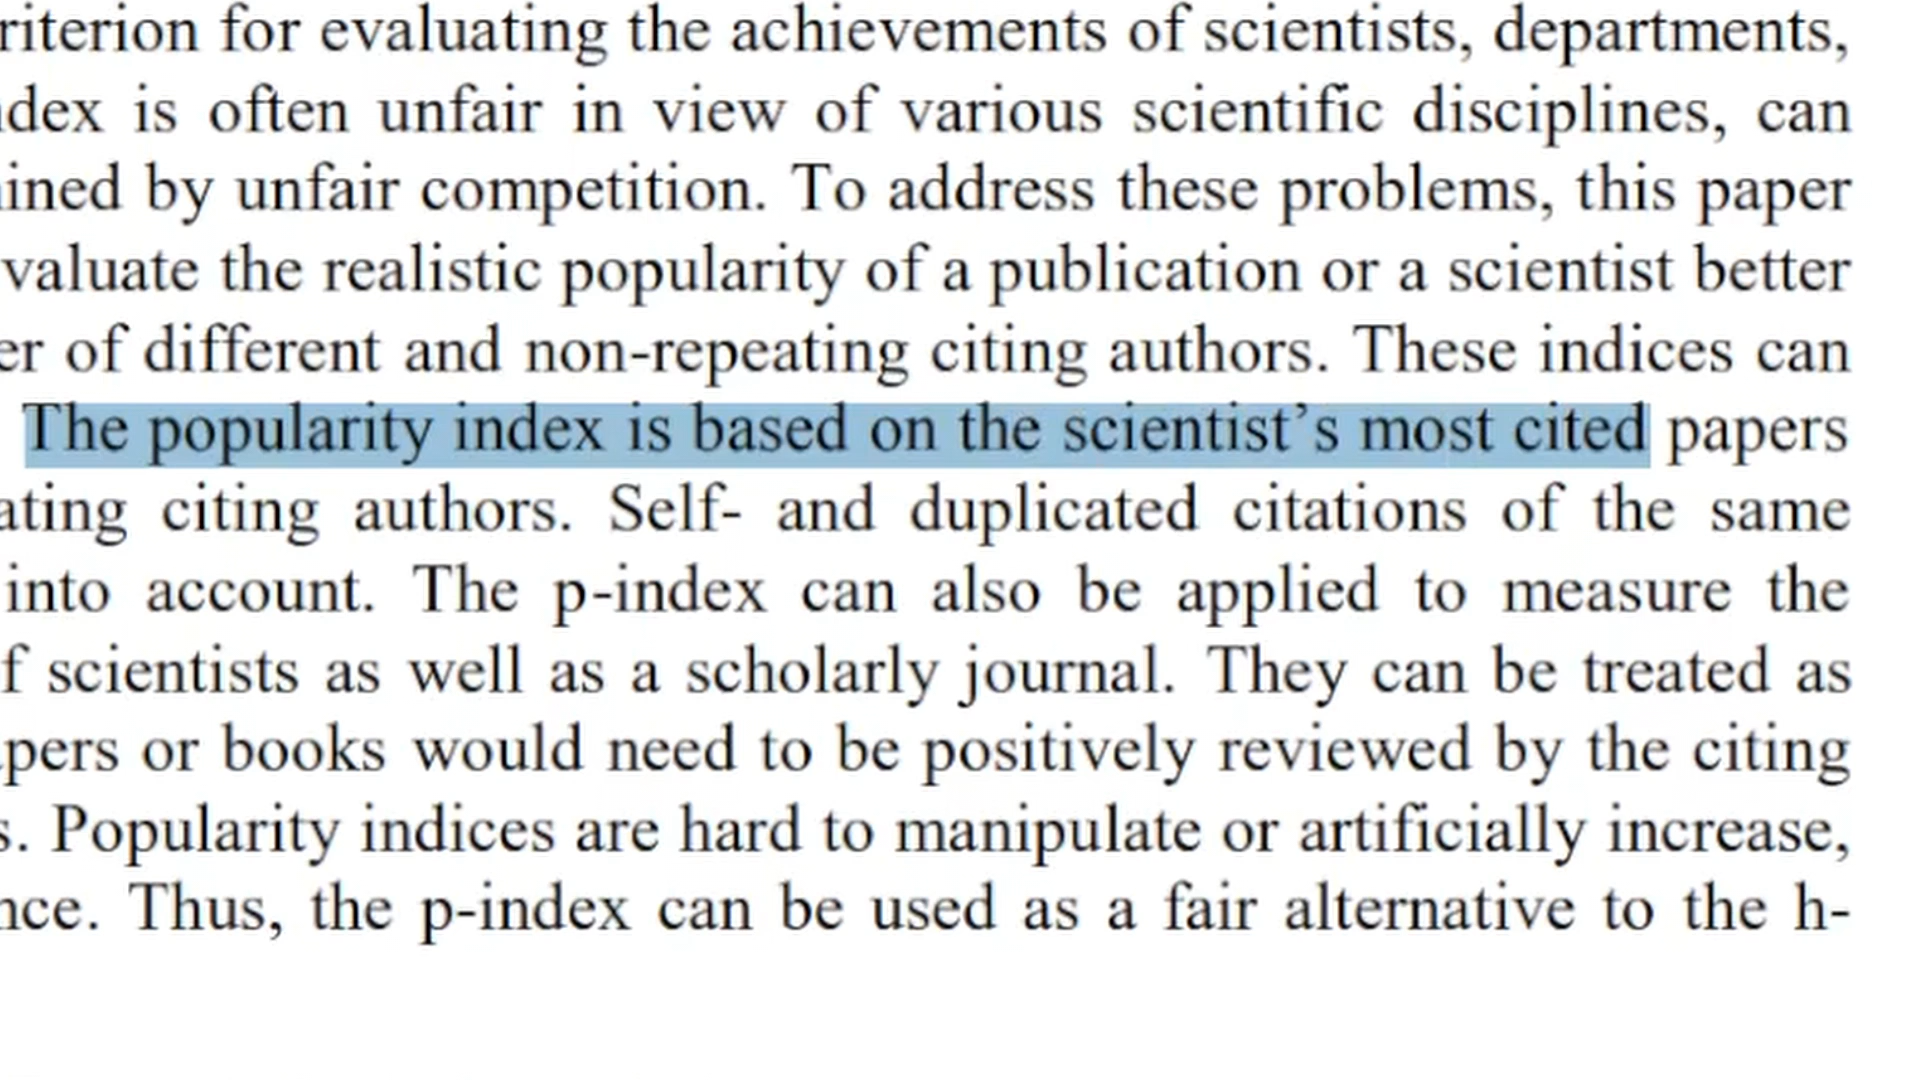 riterion for evaluating the achievements of scientists, departments,
ndex is often unfair in view of various scientific disciplines, can
ined by unfair competition. To address these problems, this paper
valuate the realistic popularity of a publication or a scientist better
er of different and non-repeating citing authors. These indices can
The popularity index is based on the scientist’s most cited papers
ating citing authors. Self- and duplicated citations of the same
into account. The p-index can also be applied to measure the
f scientists as well as a scholarly journal. They can be treated as
pers or books would need to be positively reviewed by the citing
s. Popularity indices are hard to manipulate or artificially increase,
nce. Thus, the p-index can be used as a fair alternative to the h-